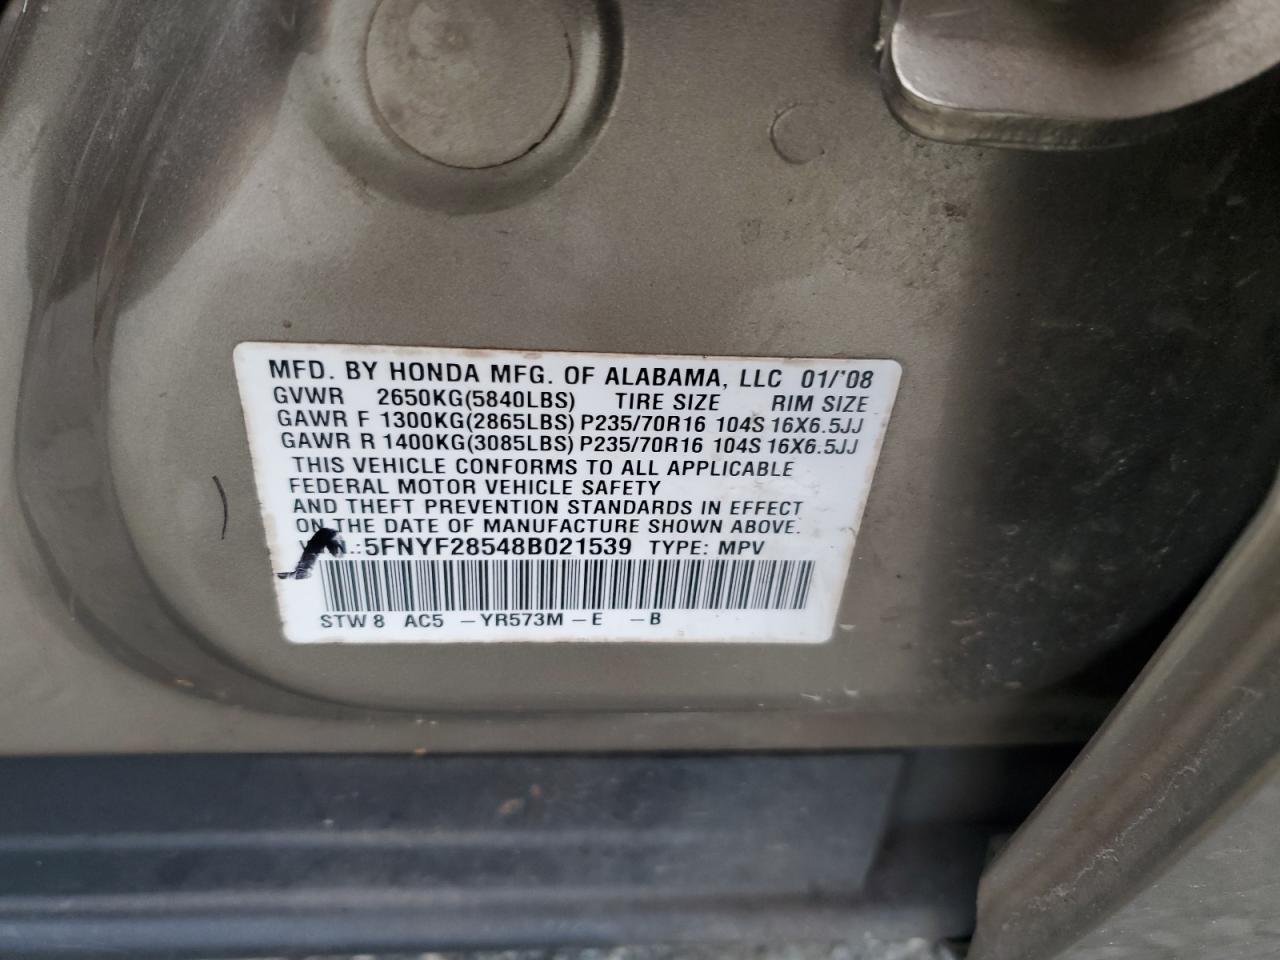 MFD. BY HONDA MFG. OF ALABAMA, LLC 01/'08
GVWR 2650KG(5840LBS) TIRE SIZE RIM SIZE
GAWR F 1300KG(2865LBS) P235/70R16 104S 16X6.5JJ
GAWR R 1400KG(3085LBS) P235/70R16 104S 16X6.5JJ
THIS VEHICLE CONFORMS TO ALL APPLICABLE
FEDERAL MOTOR VEHICLE SAFETY
AND THEFT PREVENTION STANDARDS IN EFFECT
ON THE DATE OF MANUFACTURE SHOWN ABOVE.
5FNYF28548B021539 TYPE: MPV
STW 8 AC5 -YR573M -E -B